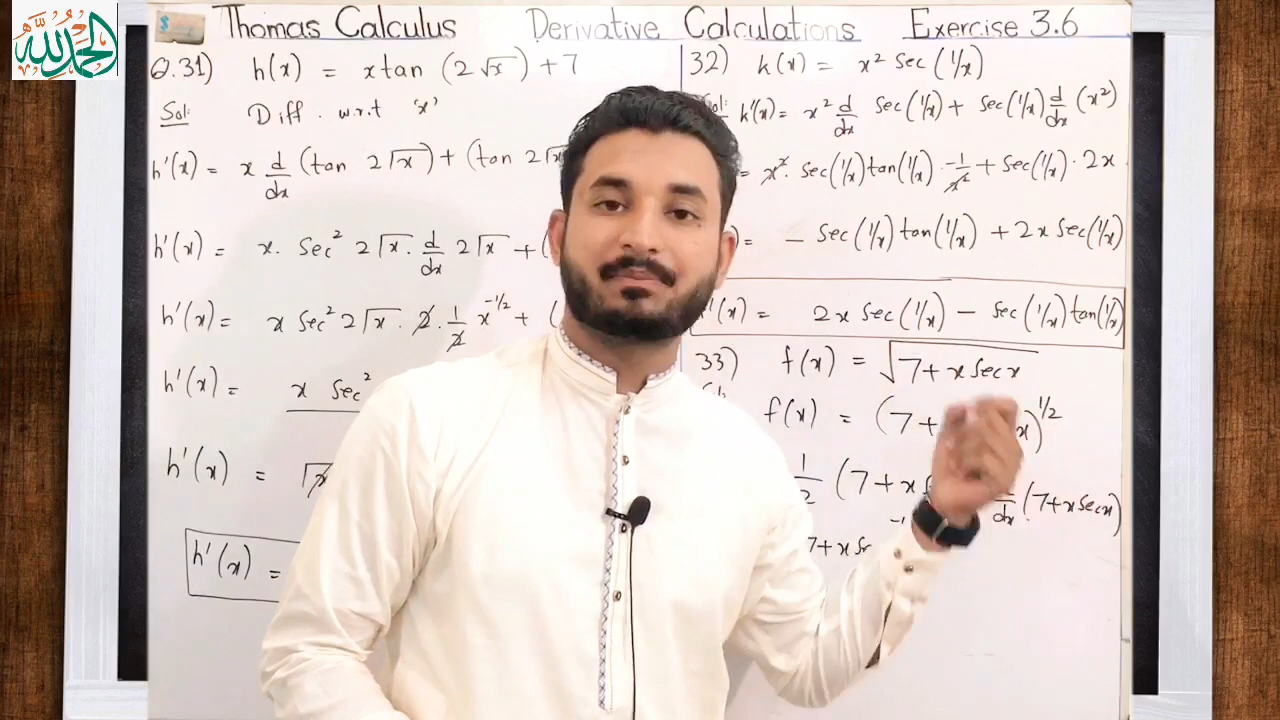 الحمد لله
$
Thomas Calculus Derivative Calculations Exercise 3.6
Q.31) h(x) = x tan (2√x) + 7
Sol: Diff. w.r.t 'x'
h'(x) = x d/dx (tan 2√x) + (tan 2√x
h'(x) = x. Sec² 2√x . d/dx 2√x + (
h'(x) = x Sec² 2√x . 2 . 1/2 x^-1/2 + (
h'(x) = x Sec²
h'(x) = √x
h'(x) =
32) k(x) = x² Sec (1/x)
Sol: k'(x) = x² d/dx Sec(1/x) + Sec(1/x) d/dx (x²)
= x². Sec(1/x) tan(1/x) . -1/x² + Sec(1/x) . 2x
) = - Sec(1/x) tan(1/x) + 2x Sec(1/x)
'(x) = 2x Sec(1/x) - Sec(1/x) tan(1/x)
33) f(x) = √7+x Sec x
f(x) = (7+ x)^1/2
1/2 (7+x d/dx (7+x Sec x)
7+x Se